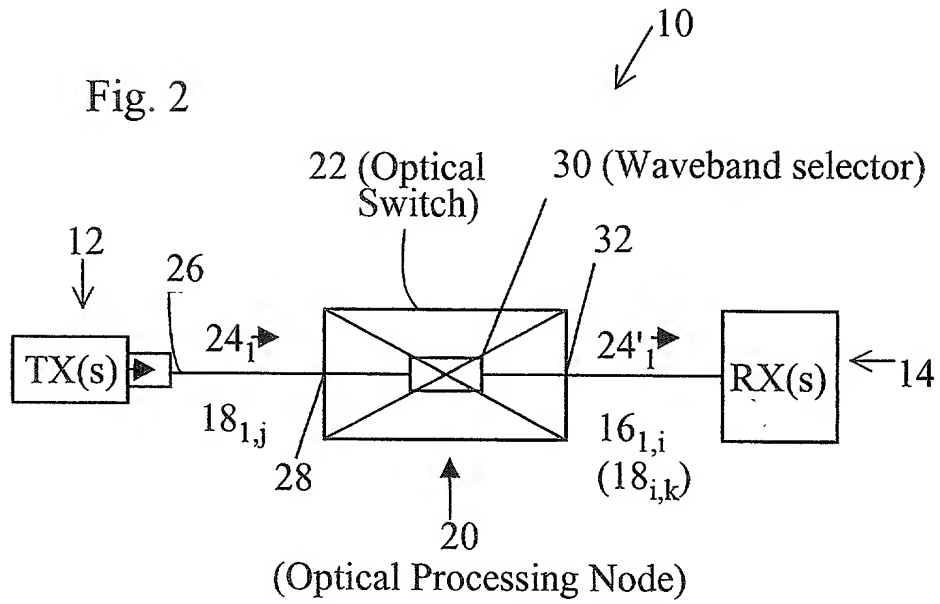 10
Fig. 2
22 (Optical Switch)
30 (Waveband selector)
12
26
32
24₁
24'₁
TX(s)
RX(s)
14
18₁,ⱼ
28
16₁,ᵢ
(18ᵢ,ₖ)
20
(Optical Processing Node)